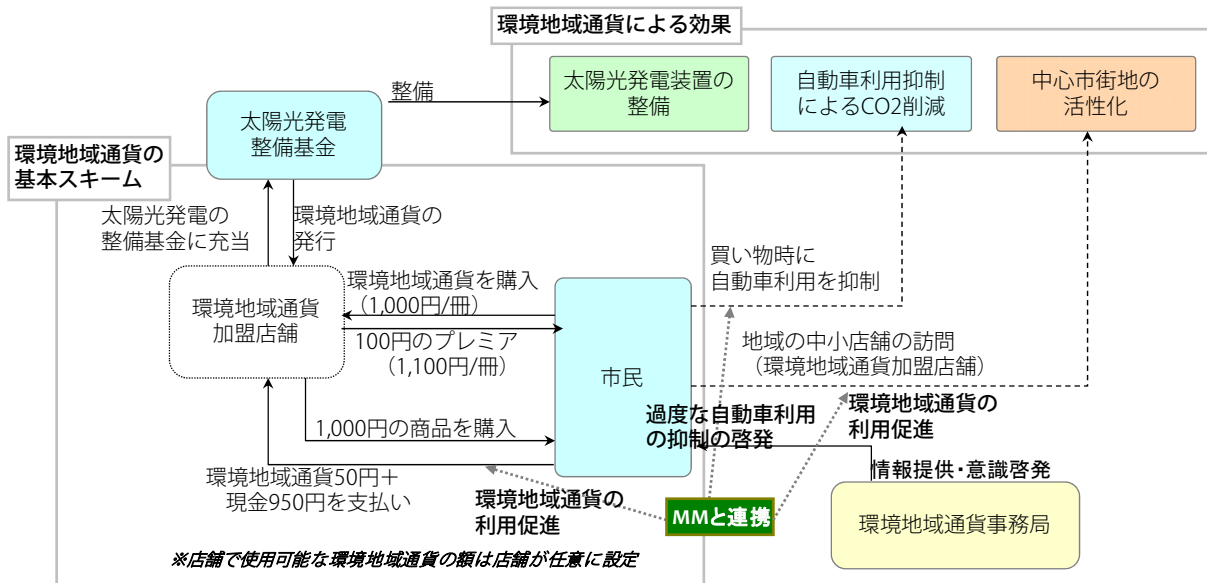 環境地域通貨による効果
太陽光発電装置の
整備
自動車利用抑制
によるCO2削減
中心市街地の
活性化
整備
太陽光発電
整備基金
環境地域通貨の
基本スキーム
太陽光発電の
整備基金に充当
環境地域通貨の
発行
買い物時に
自動車利用を抑制
環境地域通貨
加盟店舗
環境地域通貨を購入
（1,000円/冊）
100円のプレミア
（1,100円/冊）
市民
地域の中小店舗の訪問
（環境地域通貨加盟店舗）
過度な自動車利用
の抑制の啓発
環境地域通貨の
利用促進
1,000円の商品を購入
情報提供・意識啓発
環境地域通貨50円＋
現金950円を支払い
環境地域通貨の
利用促進
MMと連携
環境地域通貨事務局
※店舗で使用可能な環境地域通貨の額は店舗が任意に設定